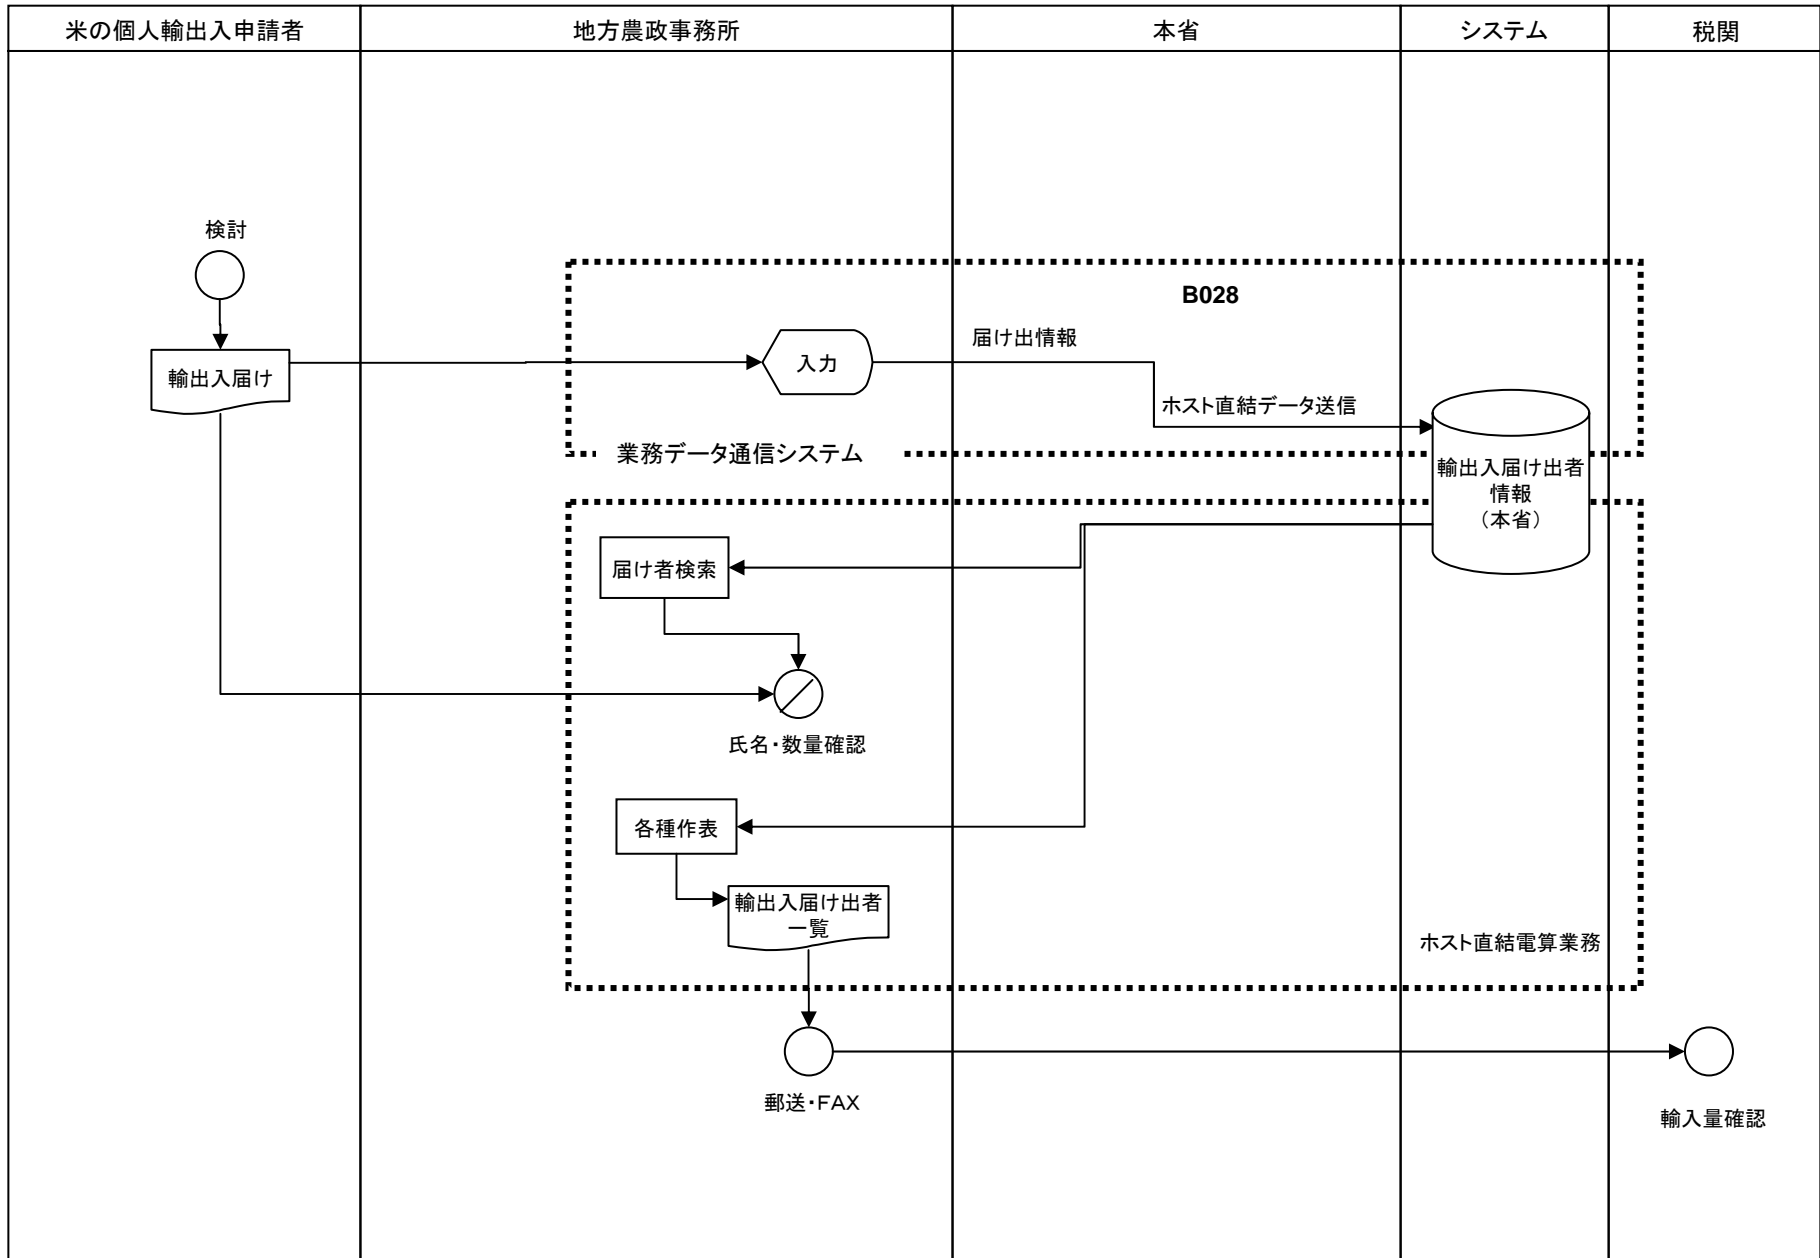 米の個人輸出入申請者
地方農政事務所
本省
システム
税関
検討
B028
届け出情報
入力
輸出入届け
ホスト直結データ送信
業務データ通信システム
輸出入届け出者
情報
（本省）
届け者検索
氏名・数量確認
各種作表
輸出入届け出者
一覧
ホスト直結電算業務
郵送・FAX
輸入量確認